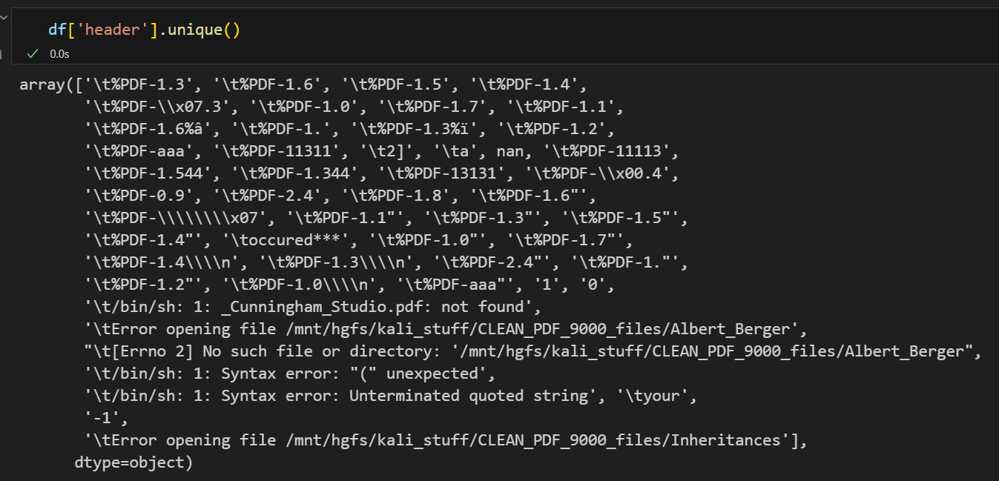 df['header'].unique()
0.0s
array(['\t%PDF-1.3', '\t%PDF-1.6', '\t%PDF-1.5', '\t%PDF-1.4',
'\t%PDF-\\x07.3', '\t%PDF-1.0', '\t%PDF-1.7', '\t%PDF-1.1',
'\t%PDF-1.6%â', '\t%PDF-1.', '\t%PDF-1.3%ï', '\t%PDF-1.2',
'\t%PDF-aaa', '\t%PDF-11311', '\t2]', '\ta', nan, '\t%PDF-11113',
'\t%PDF-1.544', '\t%PDF-1.344', '\t%PDF-13131', '\t%PDF-\\x00.4',
'\t%PDF-0.9', '\t%PDF-2.4', '\t%PDF-1.8', '\t%PDF-1.6"',
'\t%PDF-\\\\\\\\x07', '\t%PDF-1.1"', '\t%PDF-1.3"', '\t%PDF-1.5"',
'\t%PDF-1.4"', '\toccured***', '\t%PDF-1.0"', '\t%PDF-1.7"',
'\t%PDF-1.4\\\\n', '\t%PDF-1.3\\\\n', '\t%PDF-2.4"', '\t%PDF-1."',
'\t%PDF-1.2"', '\t%PDF-1.0\\\\n', '\t%PDF-aaa"', '1', '0',
'\t/bin/sh: 1: _Cunningham_Studio.pdf: not found',
'\tError opening file /mnt/hgfs/kali_stuff/CLEAN_PDF_9000_files/Albert_Berger',
"\t[Errno 2] No such file or directory: '/mnt/hgfs/kali_stuff/CLEAN_PDF_9000_files/Albert_Berger",
'\t/bin/sh: 1: Syntax error: "(" unexpected',
'\t/bin/sh: 1: Syntax error: Unterminated quoted string', '\tyour',
'-1',
'\tError opening file /mnt/hgfs/kali_stuff/CLEAN_PDF_9000_files/Inheritances'],
dtype=object)